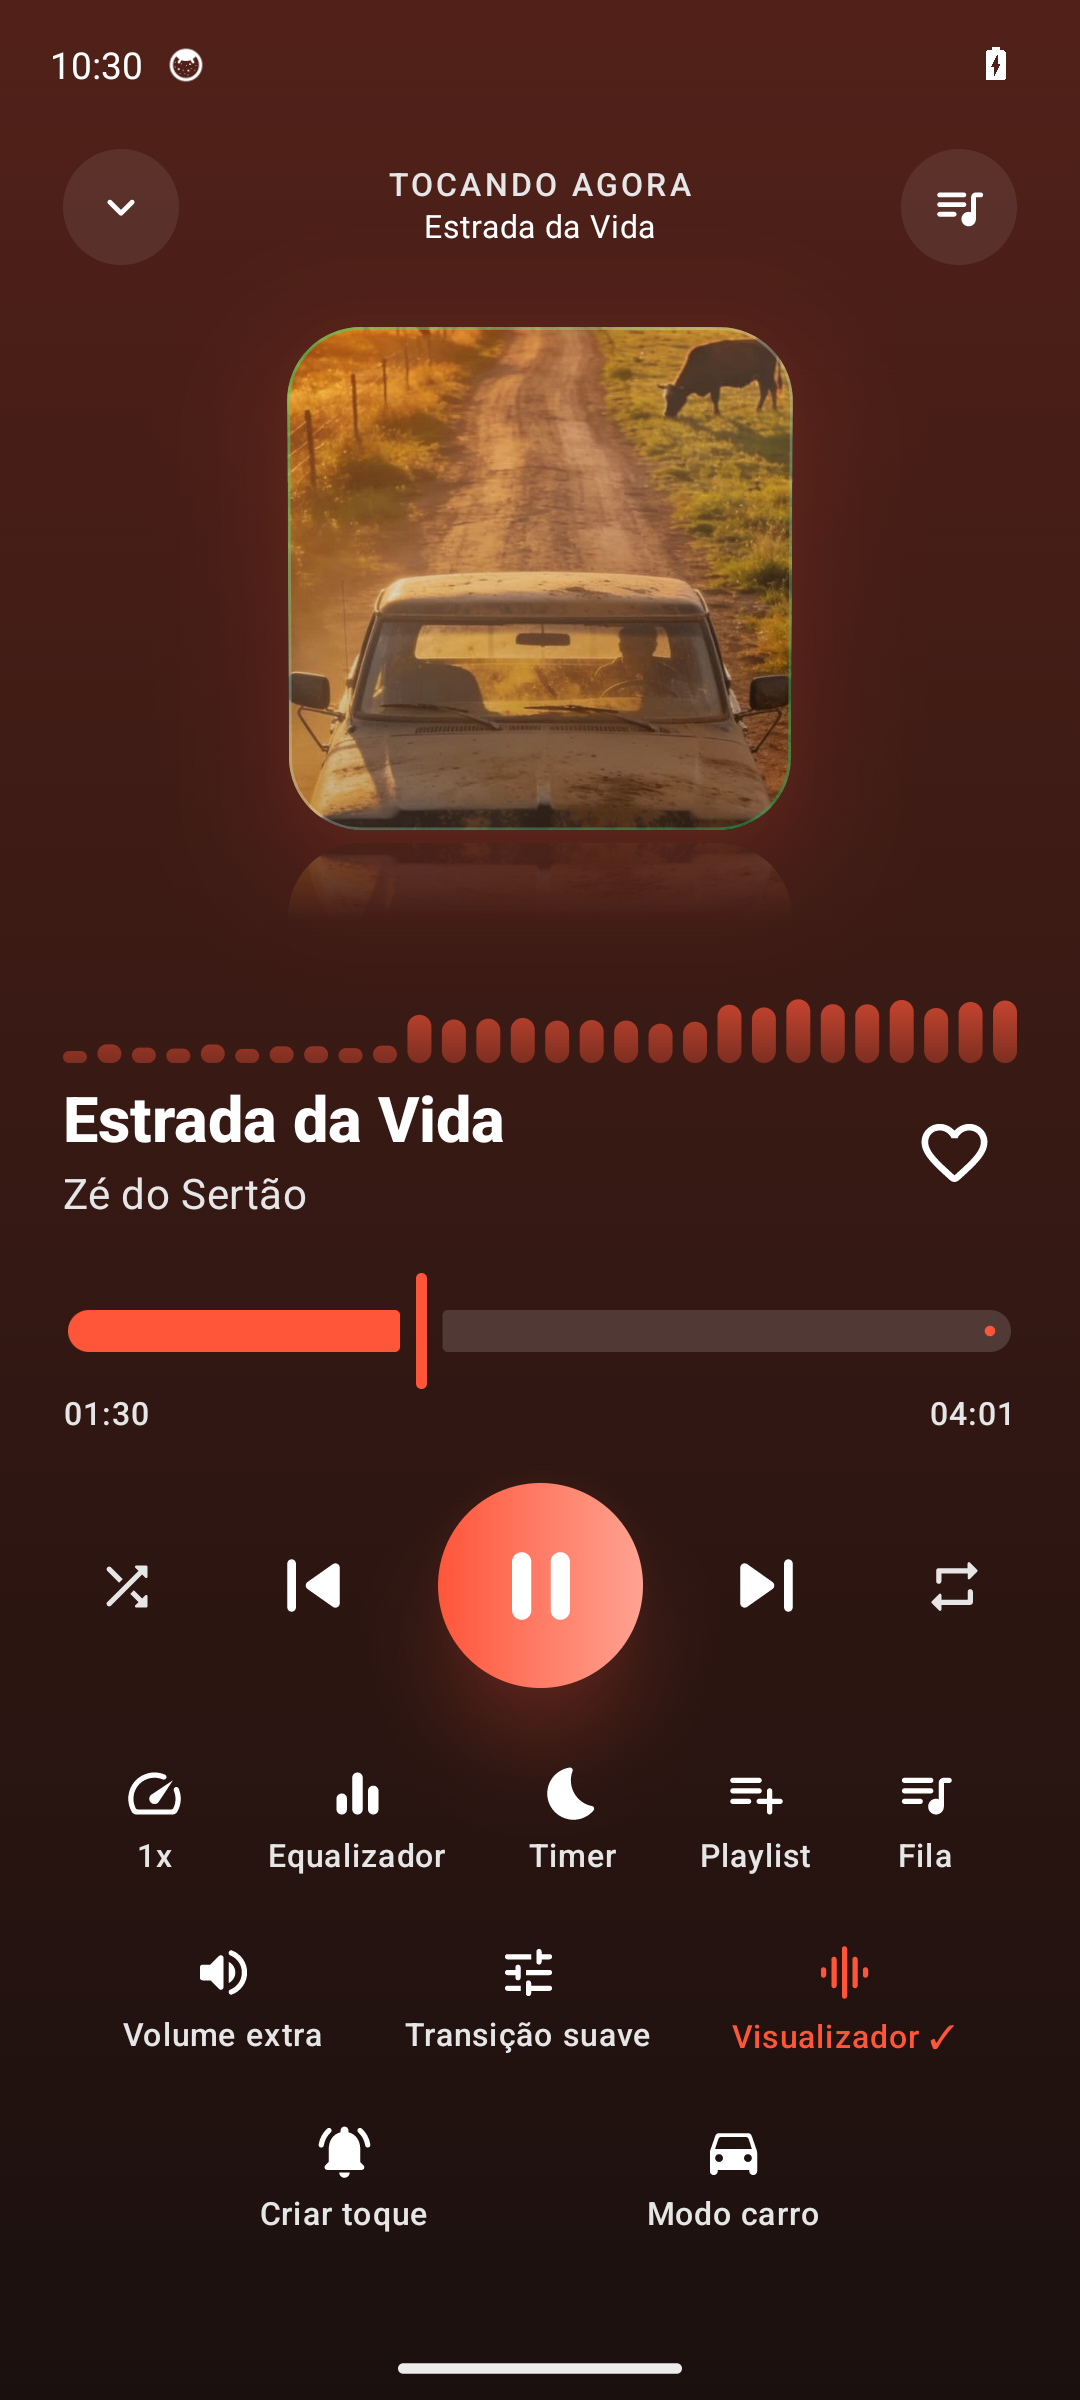 10:30
TOCANDO AGORA
Estrada da Vida
Estrada da Vida
Zé do Sertão
01:30
04:01
1x
Equalizador
Timer
Playlist
Fila
Volume extra
Transição suave
Visualizador ✓
Criar toque
Modo carro